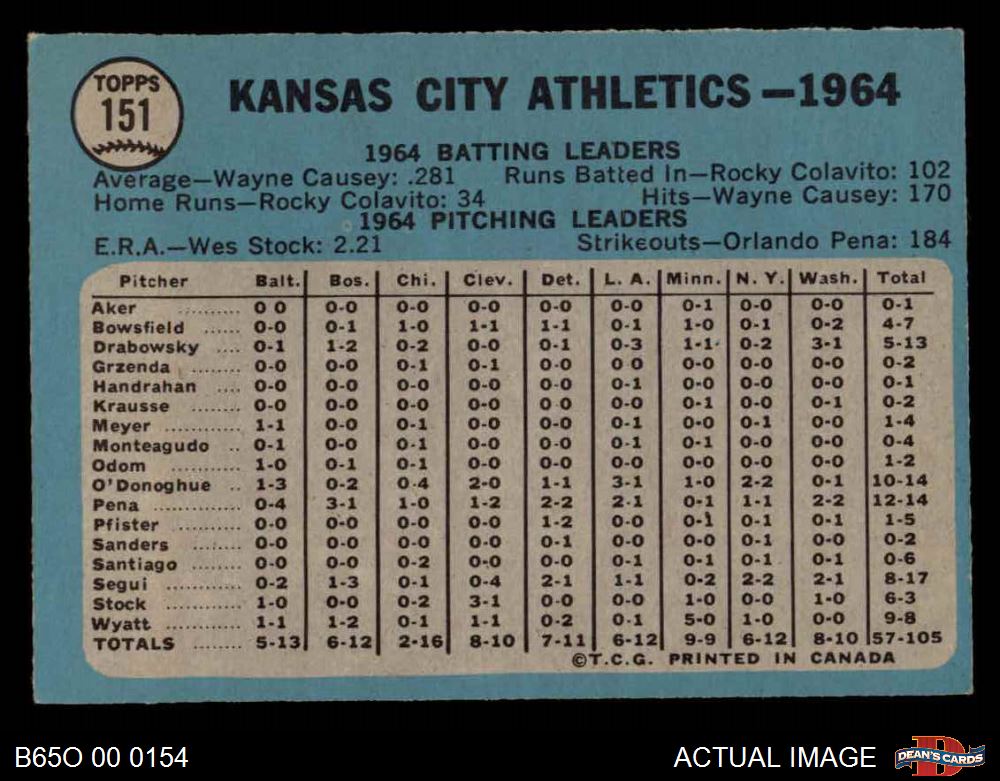 TOPPS
151
KANSAS CITY ATHLETICS—1964
1964 BATTING LEADERS
Average—Wayne Causey: .281 Runs Batted In—Rocky Colavito: 102
Home Runs—Rocky Colavito: 34 Hits—Wayne Causey: 170
1964 PITCHING LEADERS
E.R.A.—Wes Stock: 2.21 Strikeouts—Orlando Pena: 184
Pitcher Balt. Bos. Chi. Clev. Det. L. A. Minn. N. Y. Wash. Total
Aker .......... 0 0 0-0 0-0 0-0 0-0 0-0 0-1 0-0 0-0 0-1
Bowsfield ...... 0-0 0-1 1-0 1-1 1-1 0-1 1-0 0-1 0-2 4-7
Drabowsky .... 0-1 1-2 0-2 0-0 0-1 0-3 1-1 0-2 3-1 5-13
Grzenda ........ 0-0 0-0 0-1 0-1 0-0 0 0 0-0 0-0 0-0 0-2
Handrahan .... 0-0 0-0 0-0 0-0 0-0 0-1 0-0 0-0 0-0 0-1
Krausse ........ 0-0 0-0 0-0 0-0 0-0 0-0 0-1 0-0 0-1 0-2
Meyer .......... 1-1 0-0 0-1 0-0 0-0 0-1 0-0 0-1 0-0 1-4
Monteagudo .. 0-1 0-0 0-1 0-0 0-0 0-1 0-1 0-0 0-0 0-4
Odom .......... 1-0 0-1 0-1 0-0 0-0 0-0 0-0 0-0 0-0 1-2
O'Donoghue .. 1-3 0-2 0-4 2-0 1-1 3-1 1-0 2-2 0-1 10-14
Pena ............ 0-4 3-1 1-0 1-2 2-2 2-1 0-1 1-1 2-2 12-14
Pfister .......... 0-0 0-0 0-0 0-0 1-2 0-0 0-1 0-1 0-1 1-5
Sanders ........ 0-0 0-0 0-0 0-0 0-1 0-0 0-0 0-1 0-0 0-2
Santiago ........ 0-0 0-0 0-2 0-0 0-0 0-1 0-1 0-1 0-1 0-6
Segui .......... 0-2 1-3 0-1 0-4 2-1 1-1 0-2 2-2 2-1 8-17
Stock .......... 1-0 0-0 0-2 3-1 0-0 0-0 1-0 0-0 1-0 6-3
Wyatt .......... 1-1 1-2 0-1 1-1 0-2 0-1 5-0 1-0 0-0 9-8
TOTALS ........ 5-13 6-12 2-16 8-10 7-11 6-12 9-9 6-12 8-10 57-105
©T.C.G. PRINTED IN CANADA
B65O 00 0154
ACTUAL IMAGE
D
DEAN'S CARDS